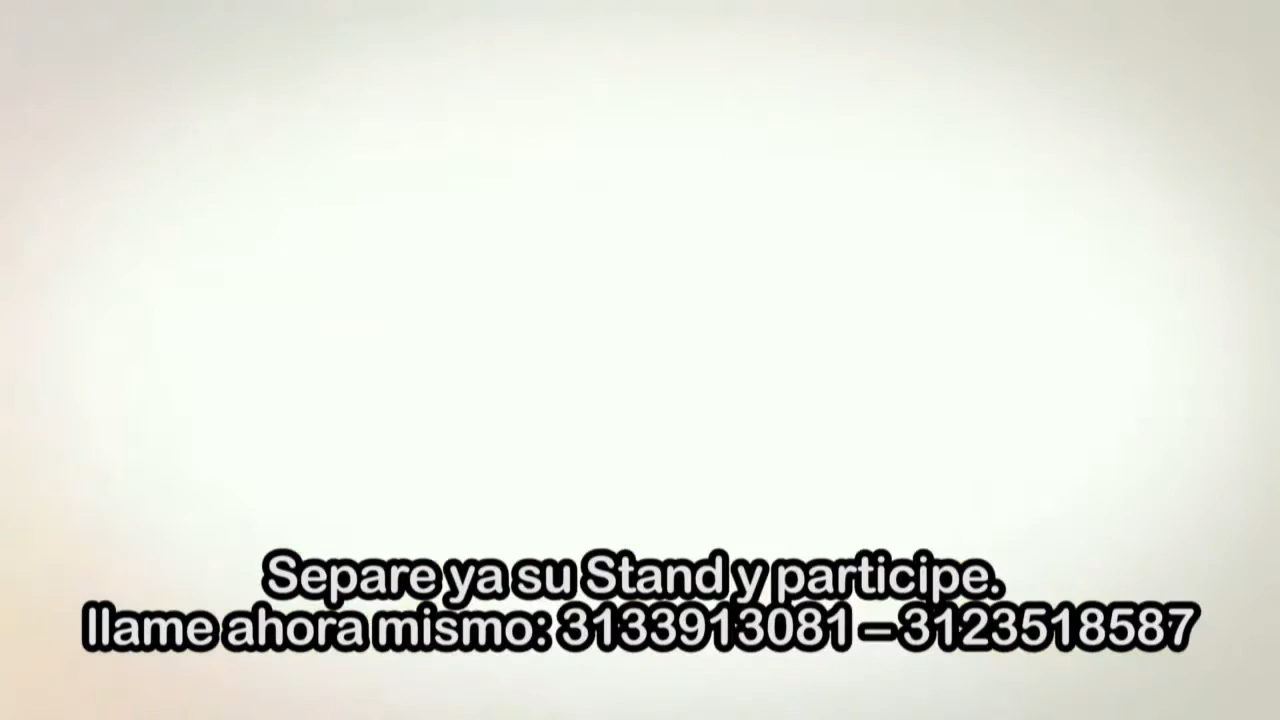 Separe ya su Stand y participe.
llame ahora mismo: 3133913081 – 3123518587